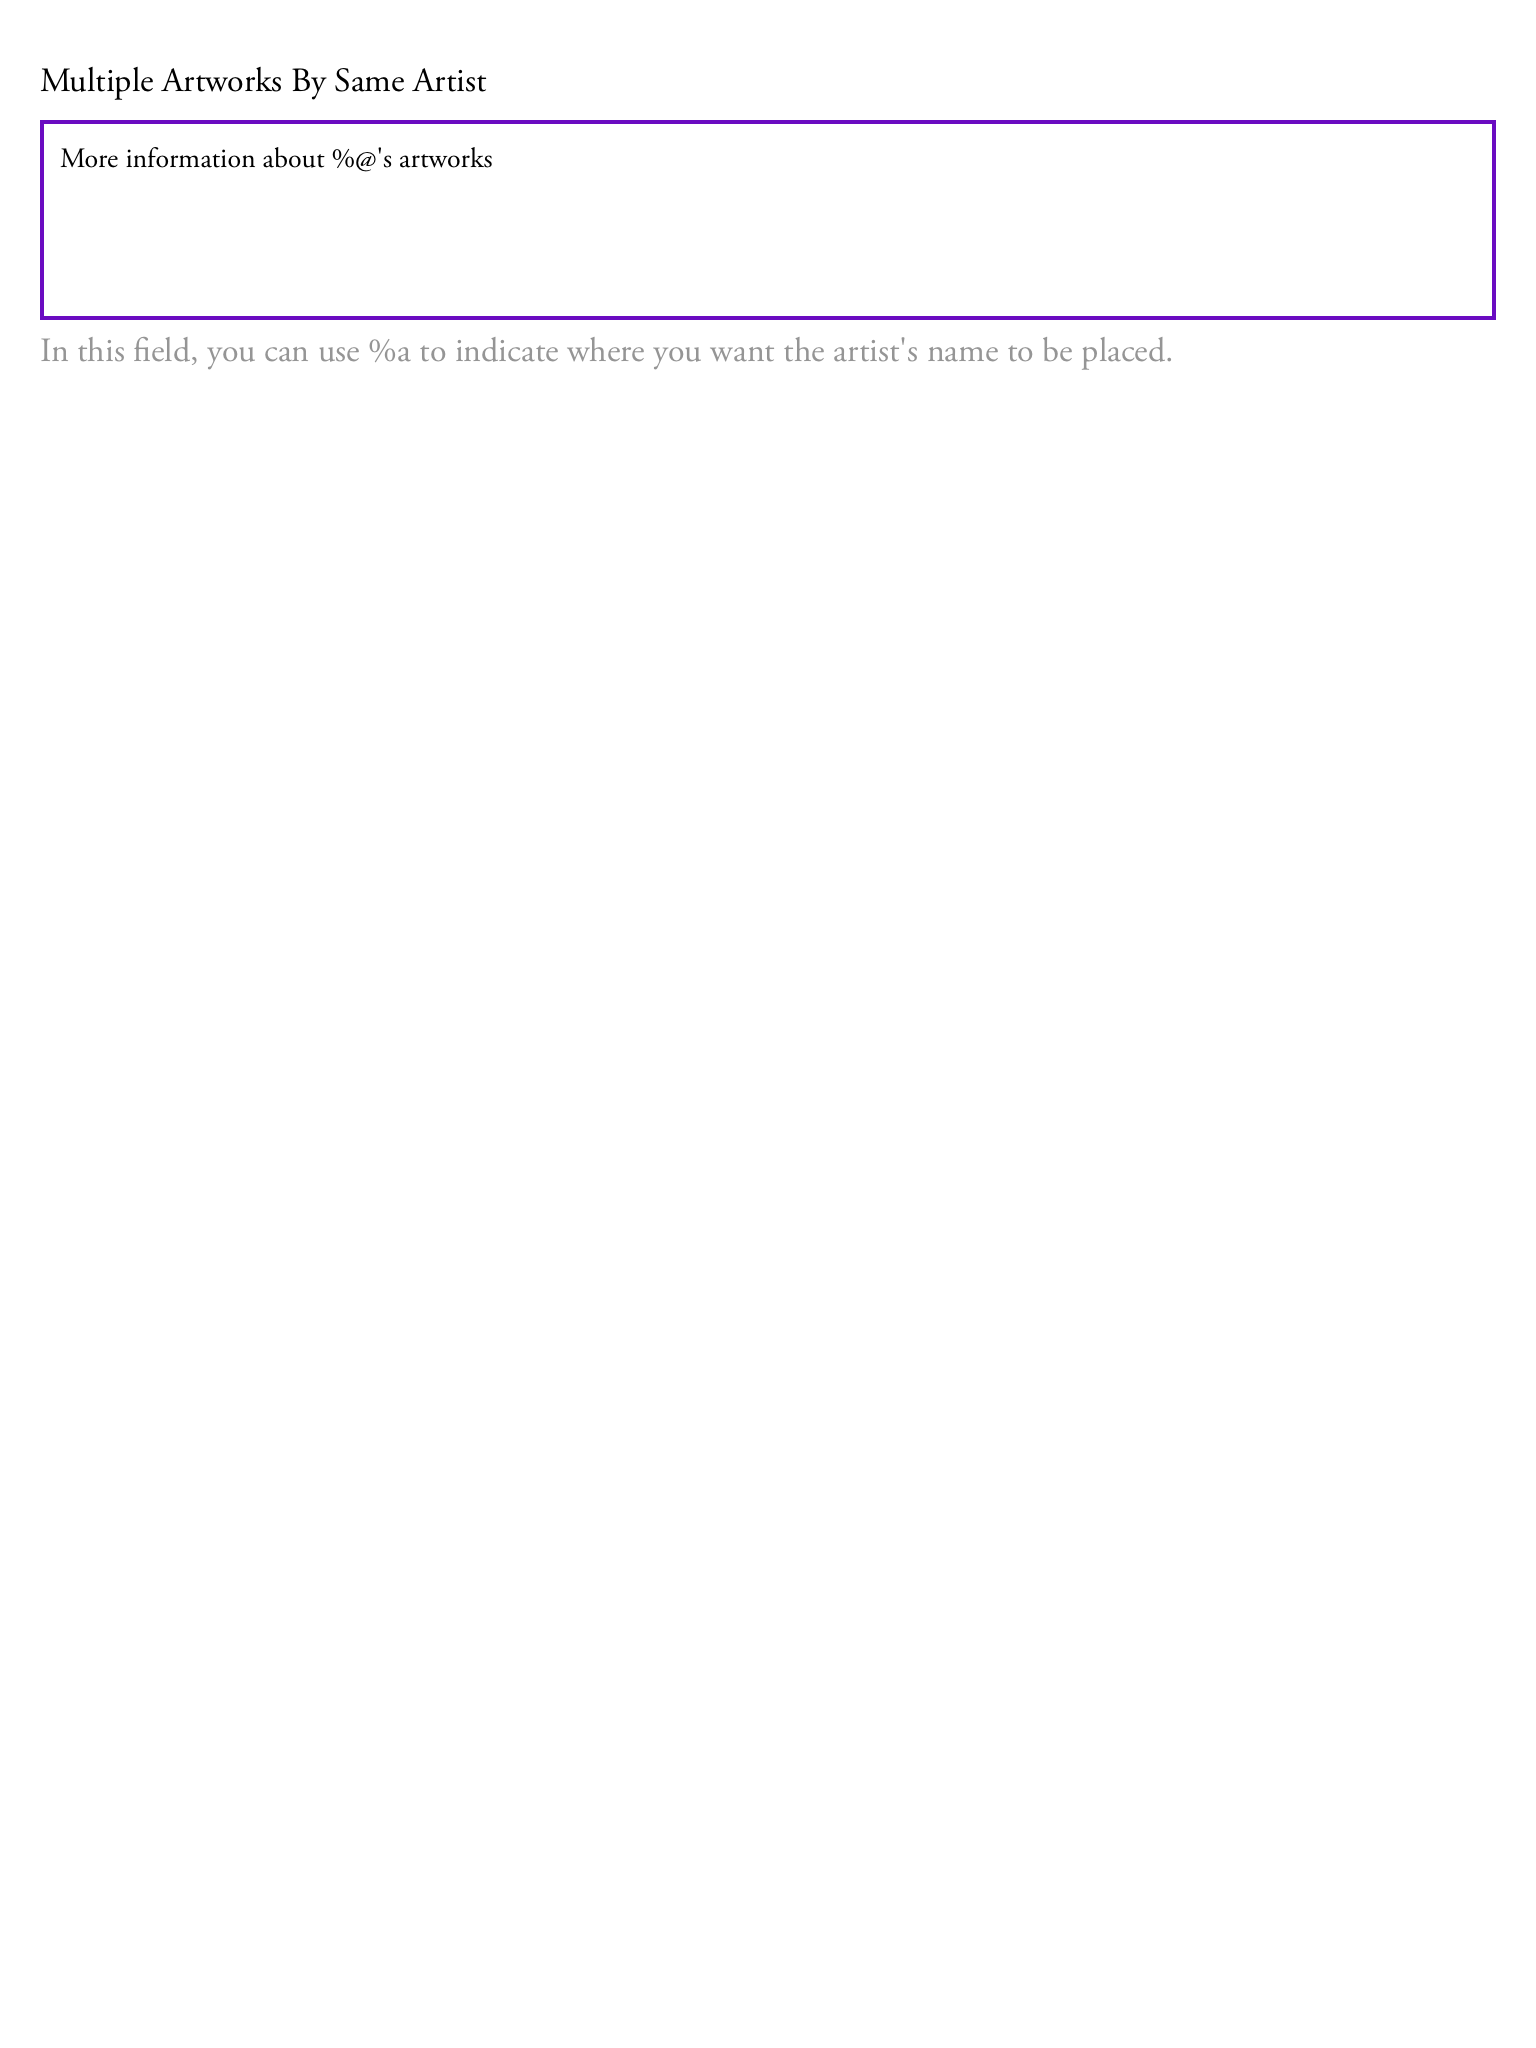 Multiple Artworks By Same Artist
More information about %@'s artworks
In this field, you can use %a to indicate where you want the artist's name to be placed.